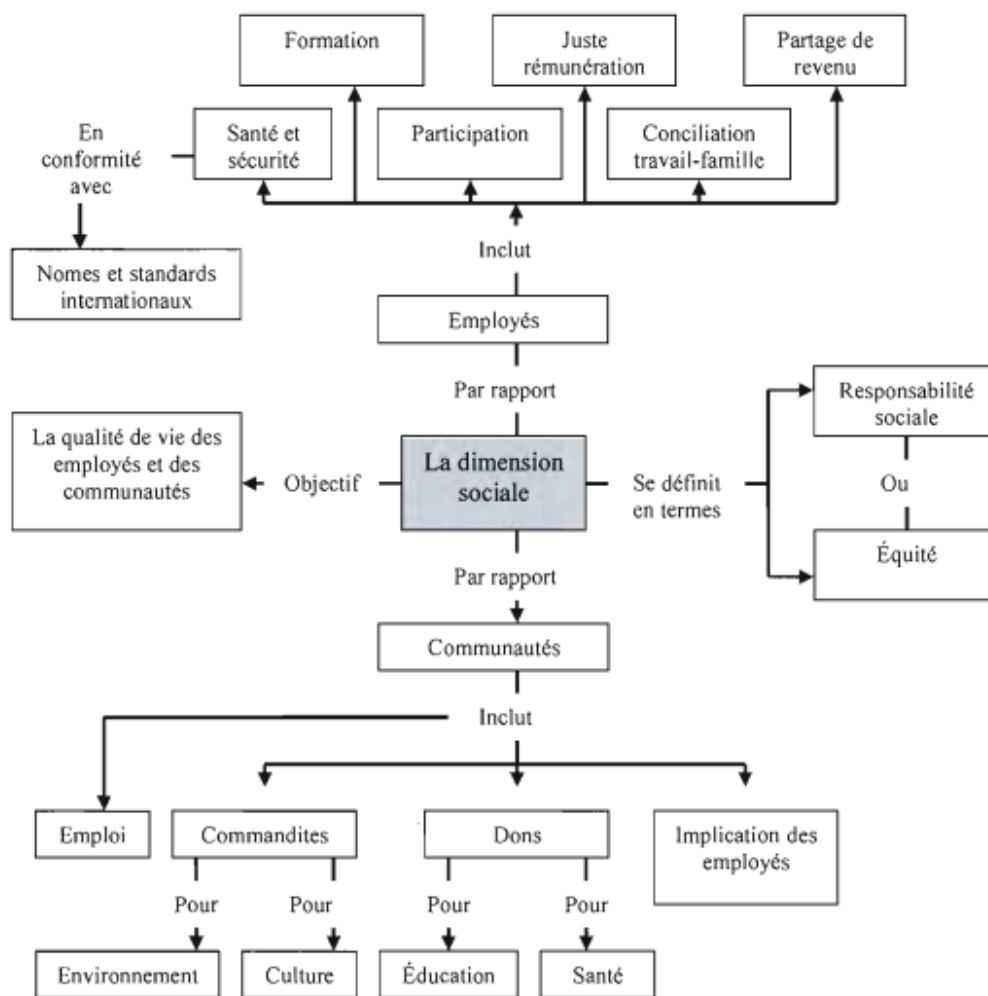 Formation
Juste
rémunération
Partage de
revenu
En
conformité
avec
Santé et
sécurité
Participation
Conciliation
travail-famille
Inclut
Nomes et standards
internationaux
Employés
Par rapport
Responsabilité
sociale
La qualité de vie des
employés et des
communautés
Objectif
La dimension
sociale
Se définit
en termes
Ou
Équité
Par rapport
Communautés
Inclut
Emploi
Commandites
Dons
Implication des
employés
Pour
Pour
Pour
Pour
Environnement
Culture
Éducation
Santé